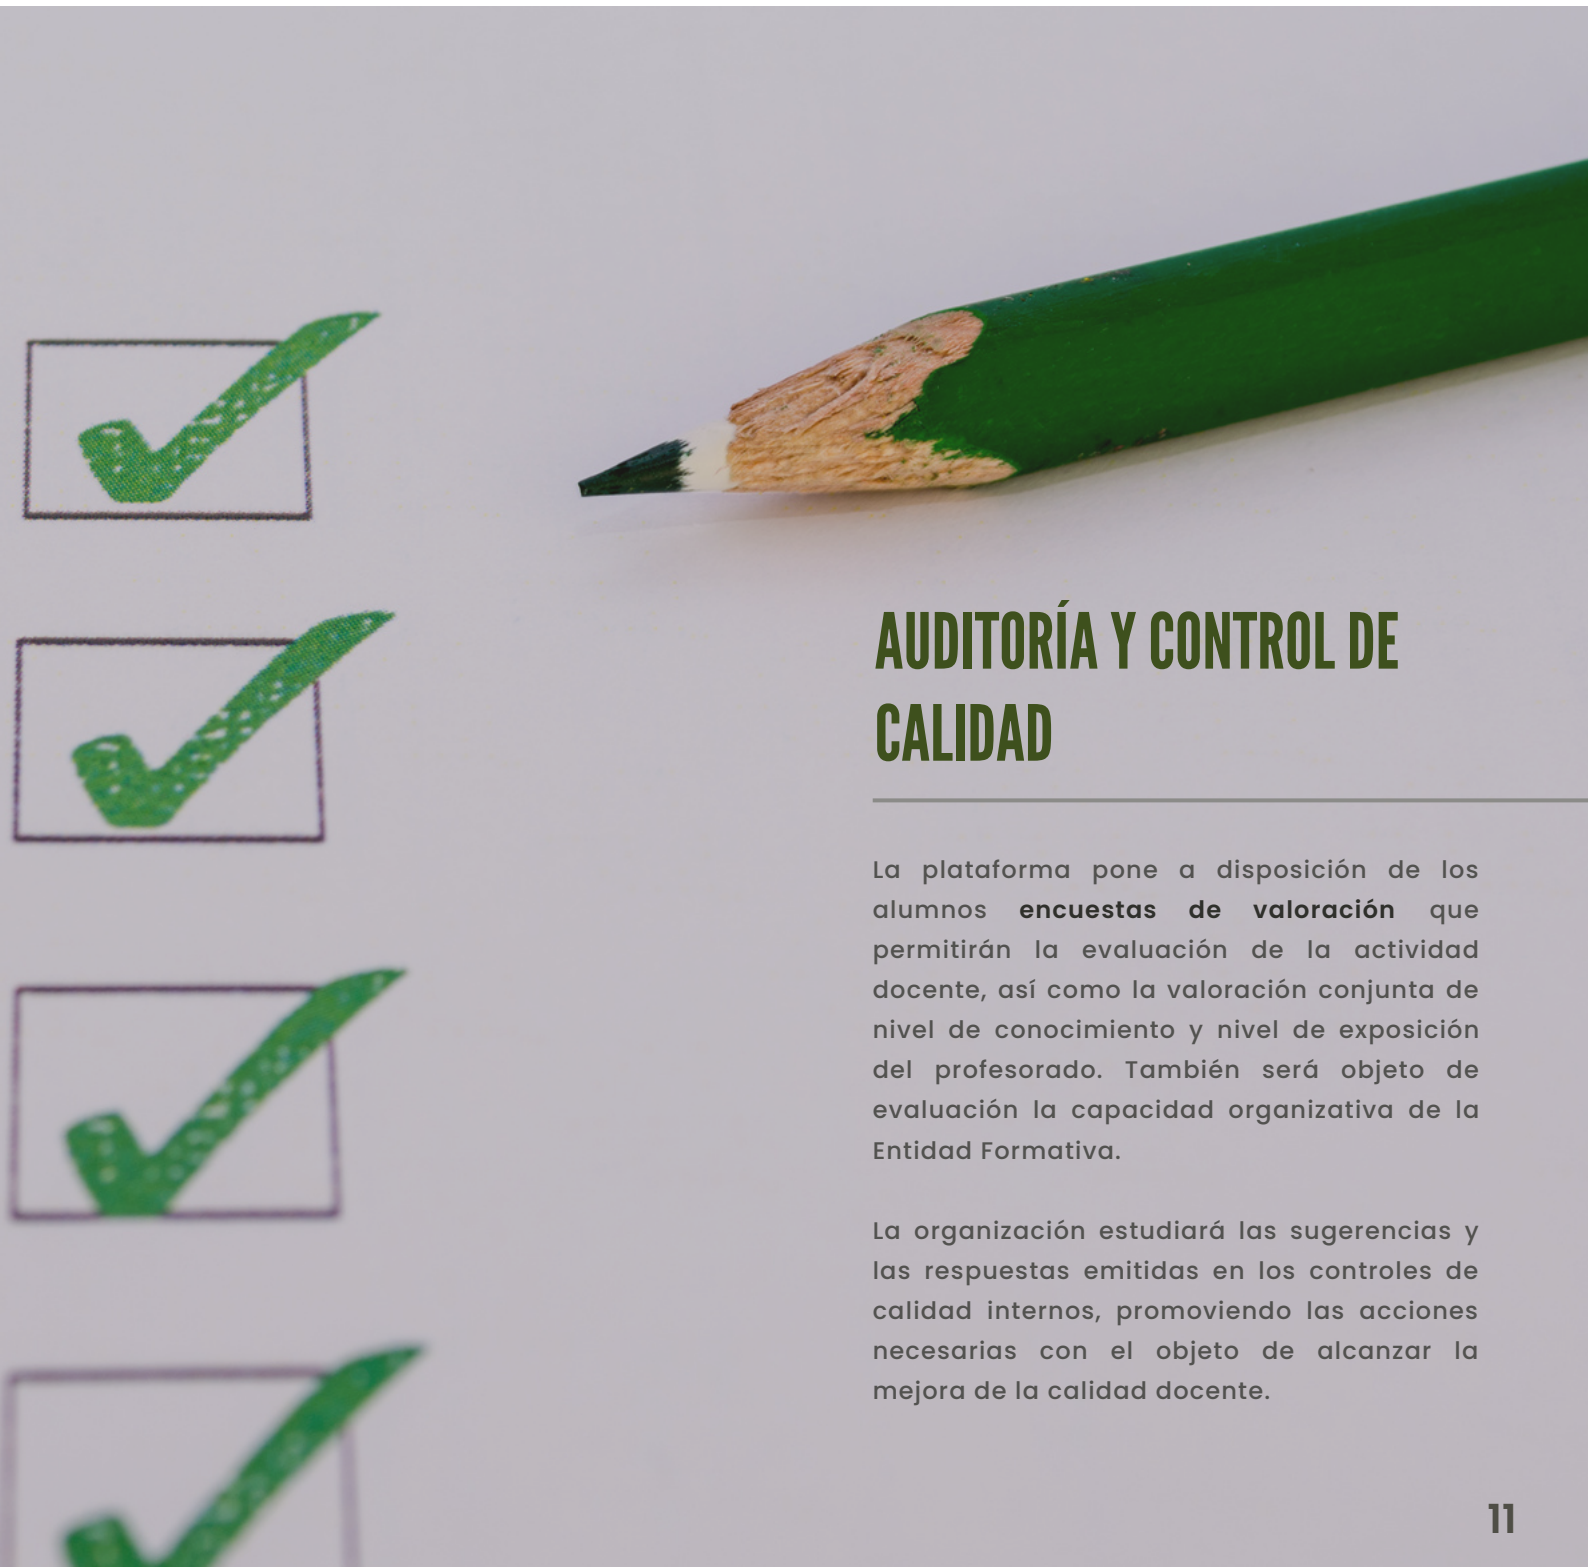 AUDITORÍA Y CONTROL DE
CALIDAD
La plataforma pone a disposición de los
alumnos encuestas de valoración que
permitirán la evaluación de la actividad
docente, así como la valoración conjunta de
nivel de conocimiento y nivel de exposición
del profesorado. También será objeto de
evaluación la capacidad organizativa de la
Entidad Formativa.
La organización estudiará las sugerencias y
las respuestas emitidas en los controles de
calidad internos, promoviendo las acciones
necesarias con el objeto de alcanzar la
mejora de la calidad docente.
11